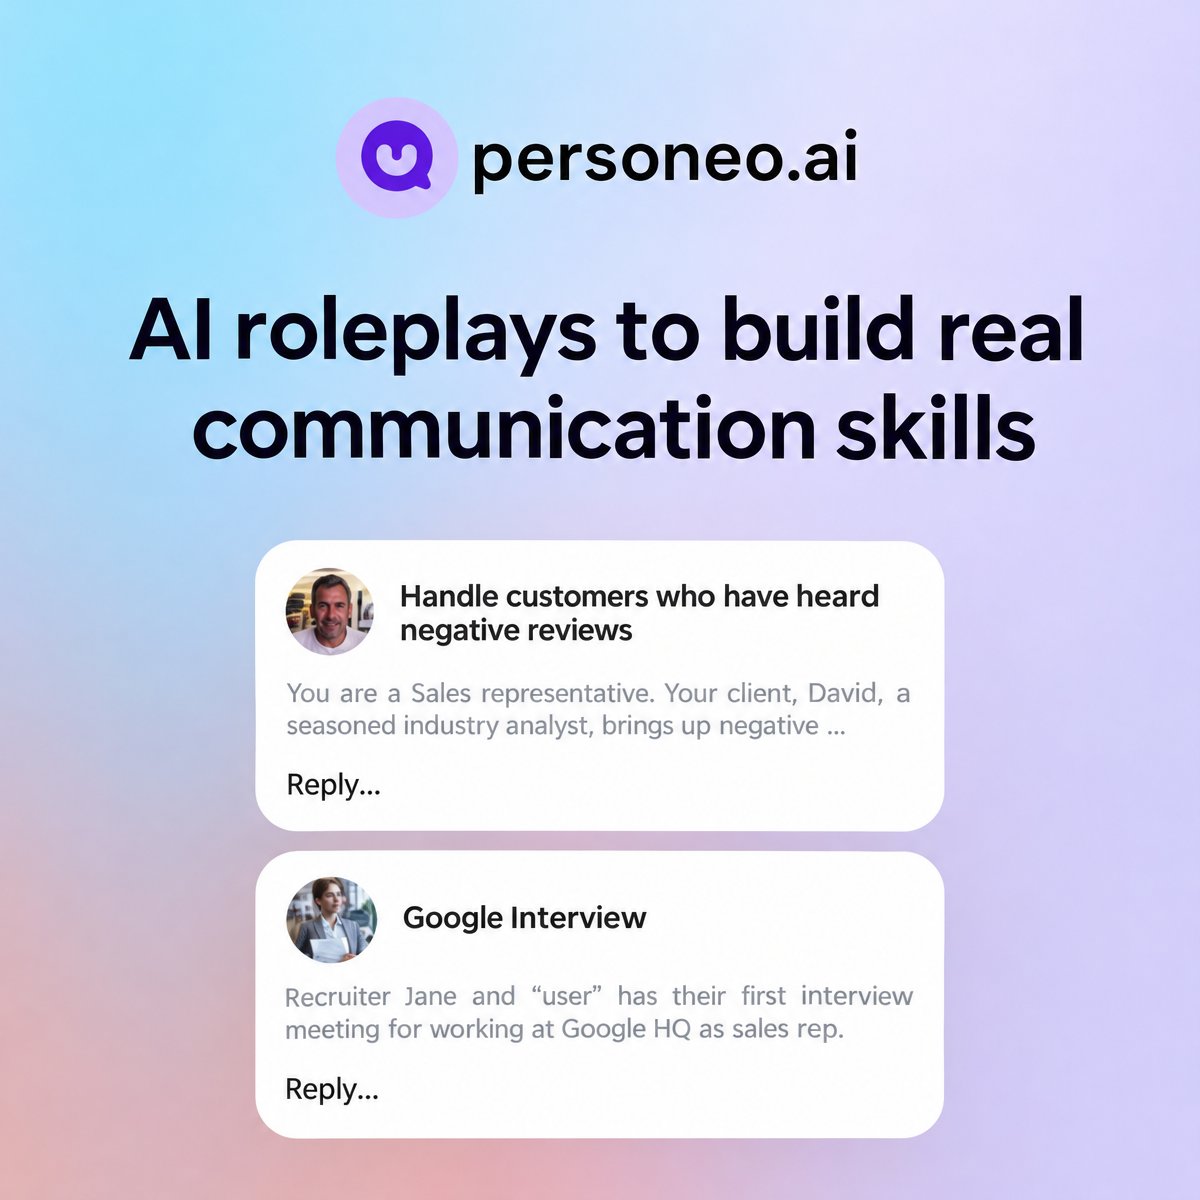 personeo.ai
AI roleplays to build real
communication skills
Handle customers who have heard
negative reviews
You are a Sales representative. Your client, David, a
seasoned industry analyst, brings up negative ...
Reply...
Google Interview
Recruiter Jane and “user” has their first interview
meeting for working at Google HQ as sales rep.
Reply...